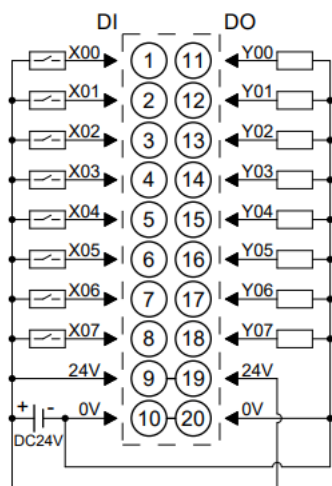 DI DO
X00 1 11 Y00
X01 2 12 Y01
X02 3 13 Y02
X03 4 14 Y03
X04 5 15 Y04
X05 6 16 Y05
X06 7 17 Y06
X07 8 18 Y07
24V 9 19 24V
+ - 0V 10 20 0V
DC24V